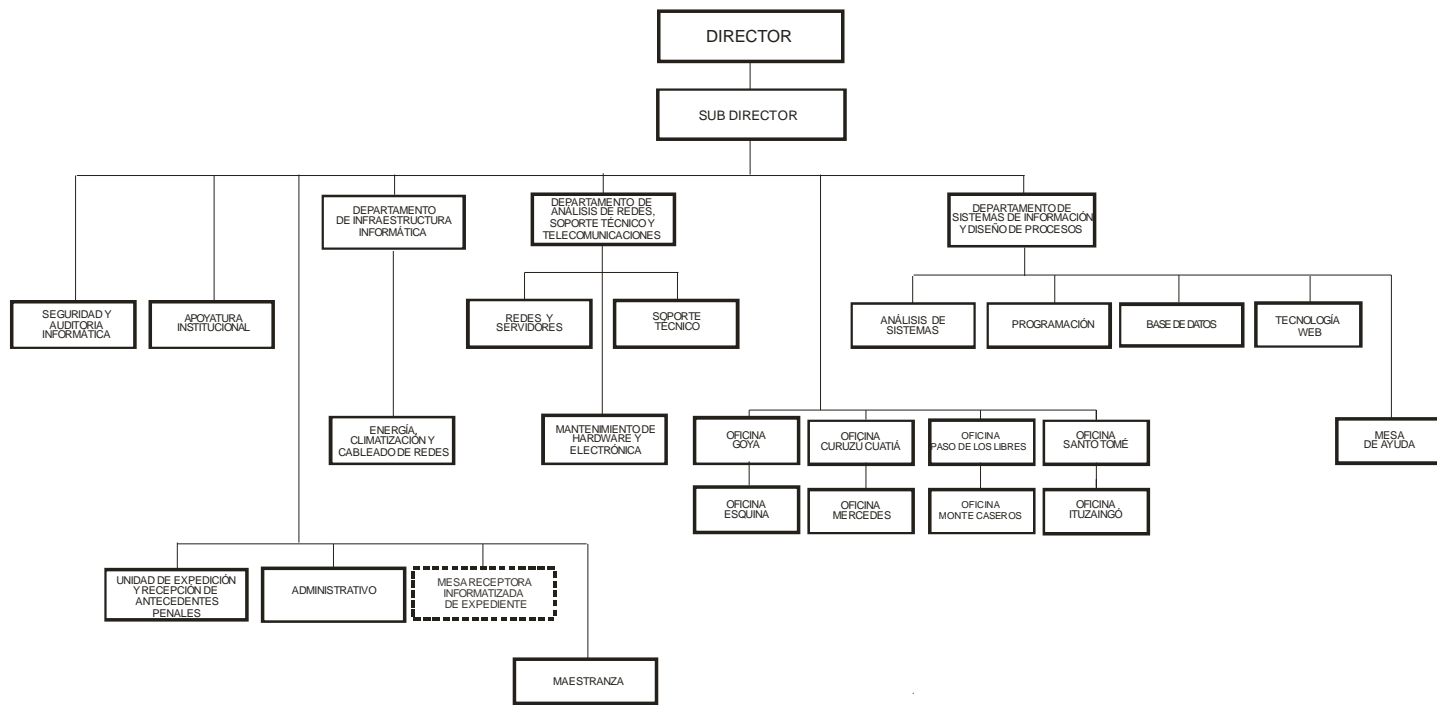 DIRECTOR
SUB DIRECTOR
DEPARTAMENTO
DE INFRAESTRUCTURA
INFORMÁTICA
DEPARTAMENTO DE
ANÁLISIS DE REDES,
SOPORTE TÉCNICO Y
TELECOMUNICACIONES
DEPARTAMENTO DE
SISTEMAS DE INFORMACIÓN
Y DISEÑO DE PROCESOS
SEGURIDAD Y
AUDITORIA
INFORMÁTICA
APOYATURA
INSTITUCIONAL
REDES Y
SERVIDORES
SOPORTE
TÉCNICO
ANÁLISIS DE
SISTEMAS
PROGRAMACIÓN
BASE DE DATOS
TECNOLOGÍA
WEB
ENERGÍA,
CLIMATIZACIÓN Y
CABLEADO DE REDES
MANTENIMIENTO DE
HARDWARE Y
ELECTRÓNICA
OFICINA
GOYA
OFICINA
CURUZÚ CUATIÁ
OFICINA
PASO DE LOS LIBRES
OFICINA
SANTO TOMÉ
MESA
DE AYUDA
OFICINA
ESQUINA
OFICINA
MERCEDES
OFICINA
MONTE CASEROS
OFICINA
ITUZAINGÓ
UNIDAD DE EXPEDICIÓN
Y RECEPCIÓN DE
ANTECEDENTES
PENALES
ADMINISTRATIVO
MESA RECEPTORA
INFORMATIZADA
DE EXPEDIENTE
MAESTRANZA